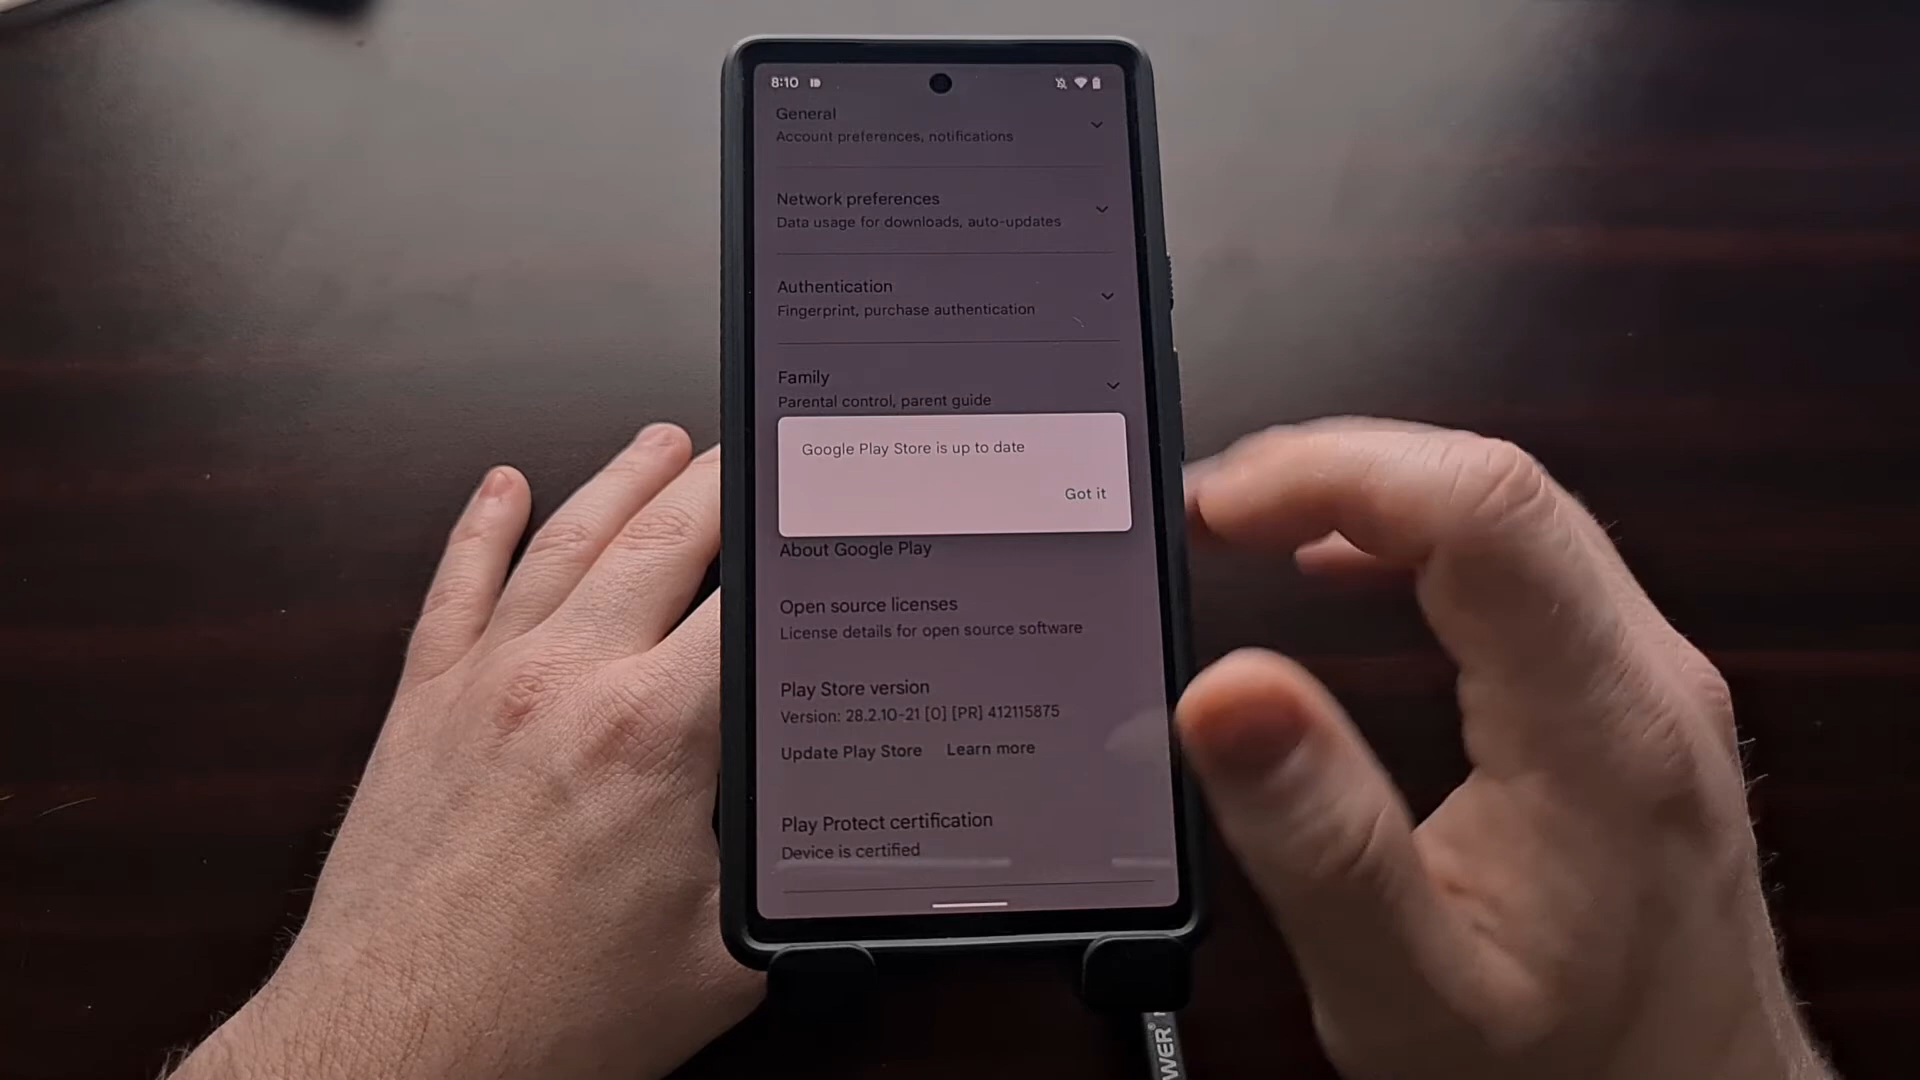 8:10
General
Account preferences, notifications
Network preferences
Data usage for downloads, auto-updates
Authentication
Fingerprint, purchase authentication
Family
Parental control, parent guide
Google Play Store is up to date
Got it
About Google Play
Open source licenses
License details for open source software
Play Store version
Version: 28.2.10-21 [0] [PR] 412115875
Update Play Store Learn more
Play Protect certification
Device is certified